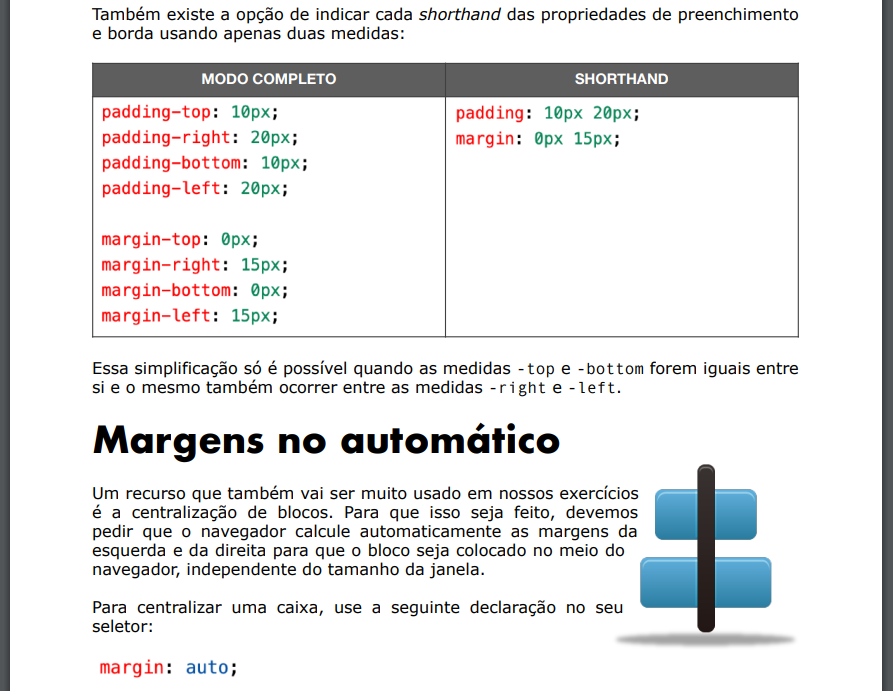 Também existe a opção de indicar cada shorthand das propriedades de preenchimento
e borda usando apenas duas medidas:
MODO COMPLETO
padding-top: 10px;
padding-right: 20px;
padding-bottom: 10px;
padding-left: 20px;
margin-top: 0px;
margin-right: 15px;
margin-bottom: 0px;
margin-left: 15px;
SHORTHAND
padding: 10px 20px;
margin: 0px 15px;
Essa simplificação só é possível quando as medidas -top e -bottom forem iguais entre
si e o mesmo também ocorrer entre as medidas -right e -left.
Margens no automático
Um recurso que também vai ser muito usado em nossos exercícios
é a centralização de blocos. Para que isso seja feito, devemos
pedir que o navegador calcule automaticamente as margens da
esquerda e da direita para que o bloco seja colocado no meio do
navegador, independente do tamanho da janela.
Para centralizar uma caixa, use a seguinte declaração no seu
seletor:
margin: auto;